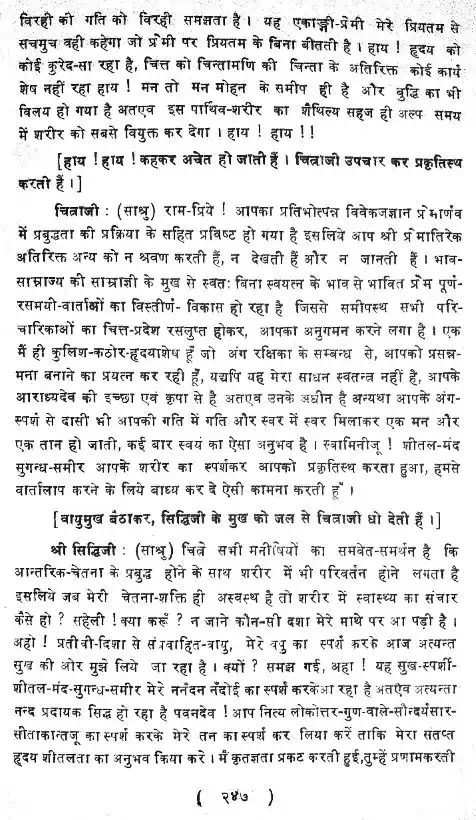 विरही की गति को विरही समझता है । यह एकाङ्गी-प्रेमी मेरे प्रियतम से
सचमुच वही कहेगा जो प्रेमी पर प्रियतम के बिना बीतती है । हाय ! हृदय को
कोई कुरेद-सा रहा है, चित्त को चिन्तामणि की चिन्ता के अतिरिक्त कोई कार्य
शेष नहीं रहा हाय ! मन तो मन मोहन के समीप ही है और बुद्धि का भी
विलय हो गया है अतएव इस पार्थिव-शरीर का शैथिल्य सहज ही अल्प समय
में शरीर को सबसे वियुक्त कर देगा । हाय ! हाय ! !
[हाय ! हाय ! कहकर अचेत हो जाती हैं । चित्राजी उपचार कर प्रकृतिस्थ
करती हैं ।]
चित्राजी : (साश्रु) राम-प्रिये ! आपका प्रतिभोत्पन्न विवेकजज्ञान प्रेमार्णव
में प्रबुद्धता की प्रक्रिया के सहित प्रविष्ट हो गया है इसलिये आप श्री प्रेमातिरेक
अतिरिक्त अन्य को न श्रवण करती हैं, न देखती हैं और न जानती हैं । भाव-
साम्राज्य की साम्राज्ञी के मुख से स्वतः बिना स्वयत्न के भाव से भावित प्रेम पूर्ण-
रसमयी-वार्ताओं का विस्तीर्ण- विकास हो रहा है जिससे समीपस्थ सभी परि-
चारिकाओं का चित्त-प्रदेश रसलुप्त होकर, आपका अनुगमन करने लगा है । एक
मैं ही कुलिश-कठोर-हृदयाशेष हूँ जो अंग रक्षिका के सम्बन्ध से, आपको प्रसन्न-
मना बनाने का प्रयत्न कर रही हूँ, यद्यपि यह मेरा साधन स्वतन्त्र नहीं है, आपके
आराध्यदेव की इच्छा एवं कृपा से है अतएव उनके अधीन है अन्यथा आपके अंग-
स्पर्श से दासी भी आपकी गति में गति और स्वर में स्वर मिलाकर एक मन और
एक तान हो जाती, कई बार स्वयं का ऐसा अनुभव है । स्वामिनीजू ! शीतल-मंद
सुगन्ध-समीर आपके शरीर का स्पर्शकर आपको प्रकृतिस्थ करता हुआ, हमसे
वार्तालाप करने के लिये बाध्य कर दे ऐसी कामना करती हूँ ।
[वायुमुख बैठाकर, सिद्धिजी के मुख को जल से चित्राजी धो देती हैं ।]
श्री सिद्धिजी : (साश्रु) चित्रे सभी मनीषियों का समवेत-समर्थन है कि
आन्तरिक-चेतना के प्रबुद्ध होने के साथ शरीर में भी परिवर्तन होने लगता है
इसलिये जब मेरी चेतना-शक्ति ही अस्वस्थ है तो शरीर में स्वास्थ्य का संचार
कैसे हो ? सहेली ! क्या करूँ ? न जाने कौन-सी दशा मेरे माथे पर आ पड़ी है ।
अहो ! प्रतीची-दिशा से संप्रवाहित-वायु, मेरे वपु का स्पर्श करके आज अत्यन्त
सुख की ओर मुझे लिये जा रहा है । क्यों ? समझ गई, अहा ! यह सुख-स्पर्शी-
शीतल-मंद-सुगन्ध-समीर मेरे ननंदन नँदोई का स्पर्श करकेआ रहा है अतऐव अत्यन्ता
नन्द प्रदायक सिद्ध हो रहा है पवनदेव ! आप नित्य लोकोत्तर-गुण-वाले-सौन्दर्यसार-
सीताकान्तजू का स्पर्श करके मेरे तन का स्पर्श कर लिया करें ताकि मेरा संतप्त
हृदय शीतलता का अनुभव किया करे । मैं कृतज्ञता प्रकट करती हुई,तुम्हें प्रणामकरती
( २४७ )